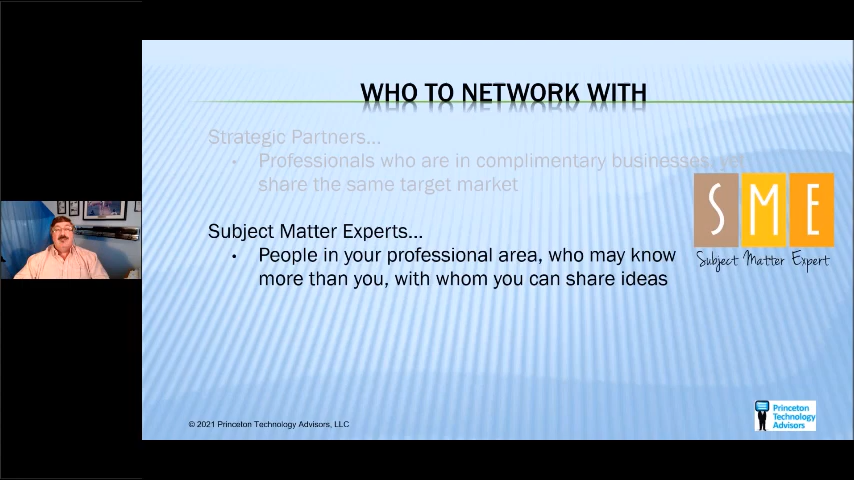 WHO TO NETWORK WITH
Strategic Partners...
• Professionals who are in complimentary businesses, yet
share the same target market
Subject Matter Experts...
• People in your professional area, who may know
more than you, with whom you can share ideas
SME
Subject Matter Expert
© 2021 Princeton Technology Advisors, LLC
Princeton
Technology
Advisors